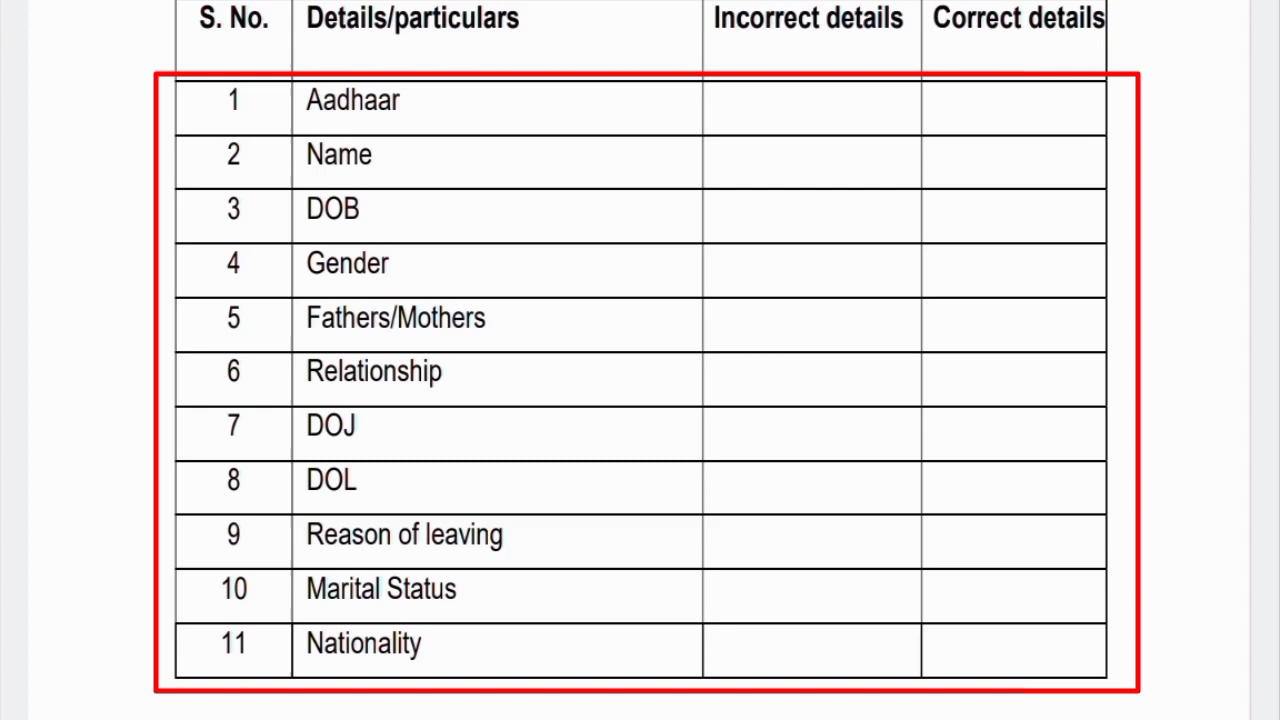 S. No. Details/particulars Incorrect details Correct details
1 Aadhaar
2 Name
3 DOB
4 Gender
5 Fathers/Mothers
6 Relationship
7 DOJ
8 DOL
9 Reason of leaving
10 Marital Status
11 Nationality